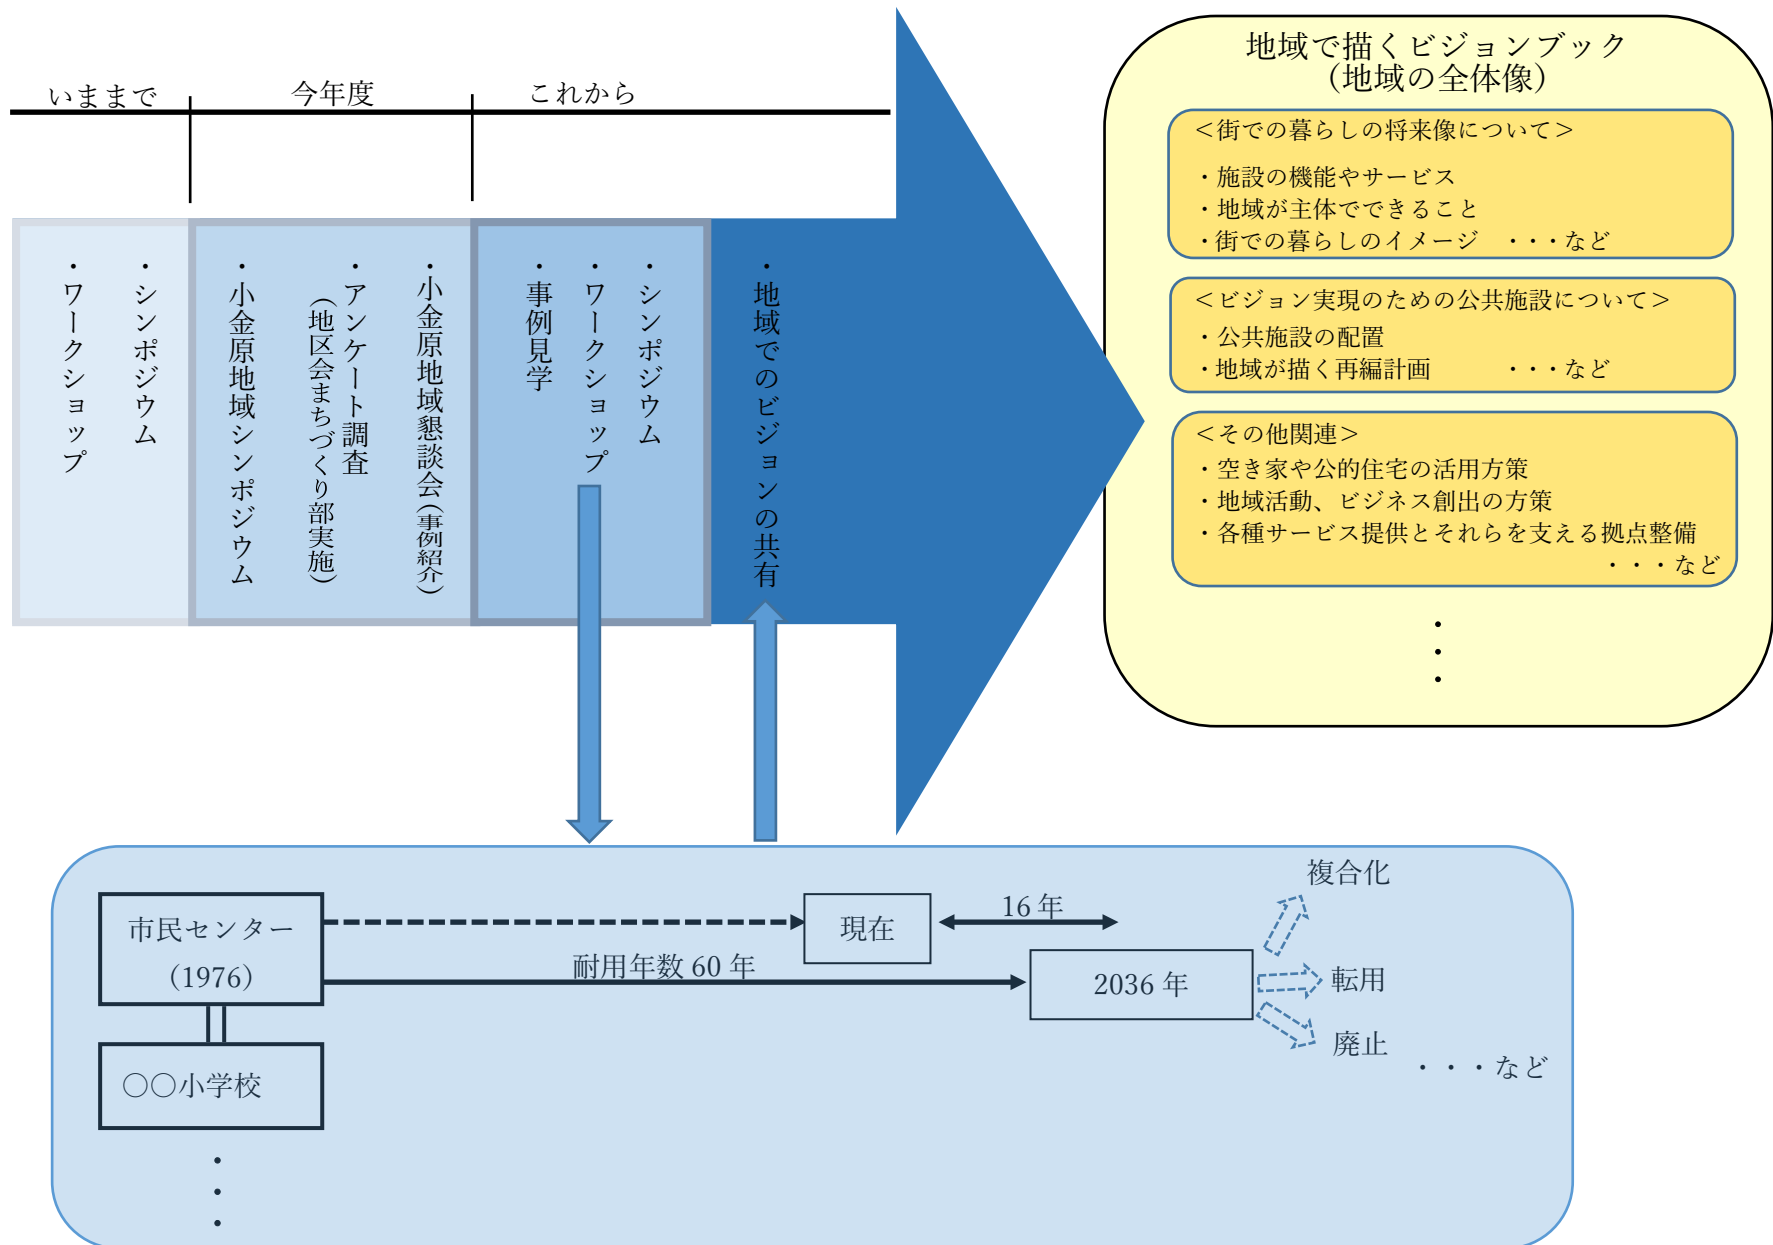 いままで
今年度
これから
・シンポジウム
・ワークショップ
・小金原地域懇談会(事例紹介)
・アンケート調査
(地区会まちづくり部実施)
・小金原地域シンポジウム
・シンポジウム
・ワークショップ
・事例見学
・地域でのビジョンの共有
地域で描くビジョンブック
(地域の全体像)
<街での暮らしの将来像について>
・施設の機能やサービス
・地域が主体でできること
・街での暮らしのイメージ ・・・など
<ビジョン実現のための公共施設について>
・公共施設の配置
・地域が描く再編計画 ・・・など
<その他関連>
・空き家や公的住宅の活用方策
・地域活動、ビジネス創出の方策
・各種サービス提供とそれらを支える拠点整備
・・・など
・
・
・
市民センター
(1976)
現在
16 年
耐用年数 60 年
2036 年
複合化
転用
廃止
・・・など
〇〇小学校
・
・
・